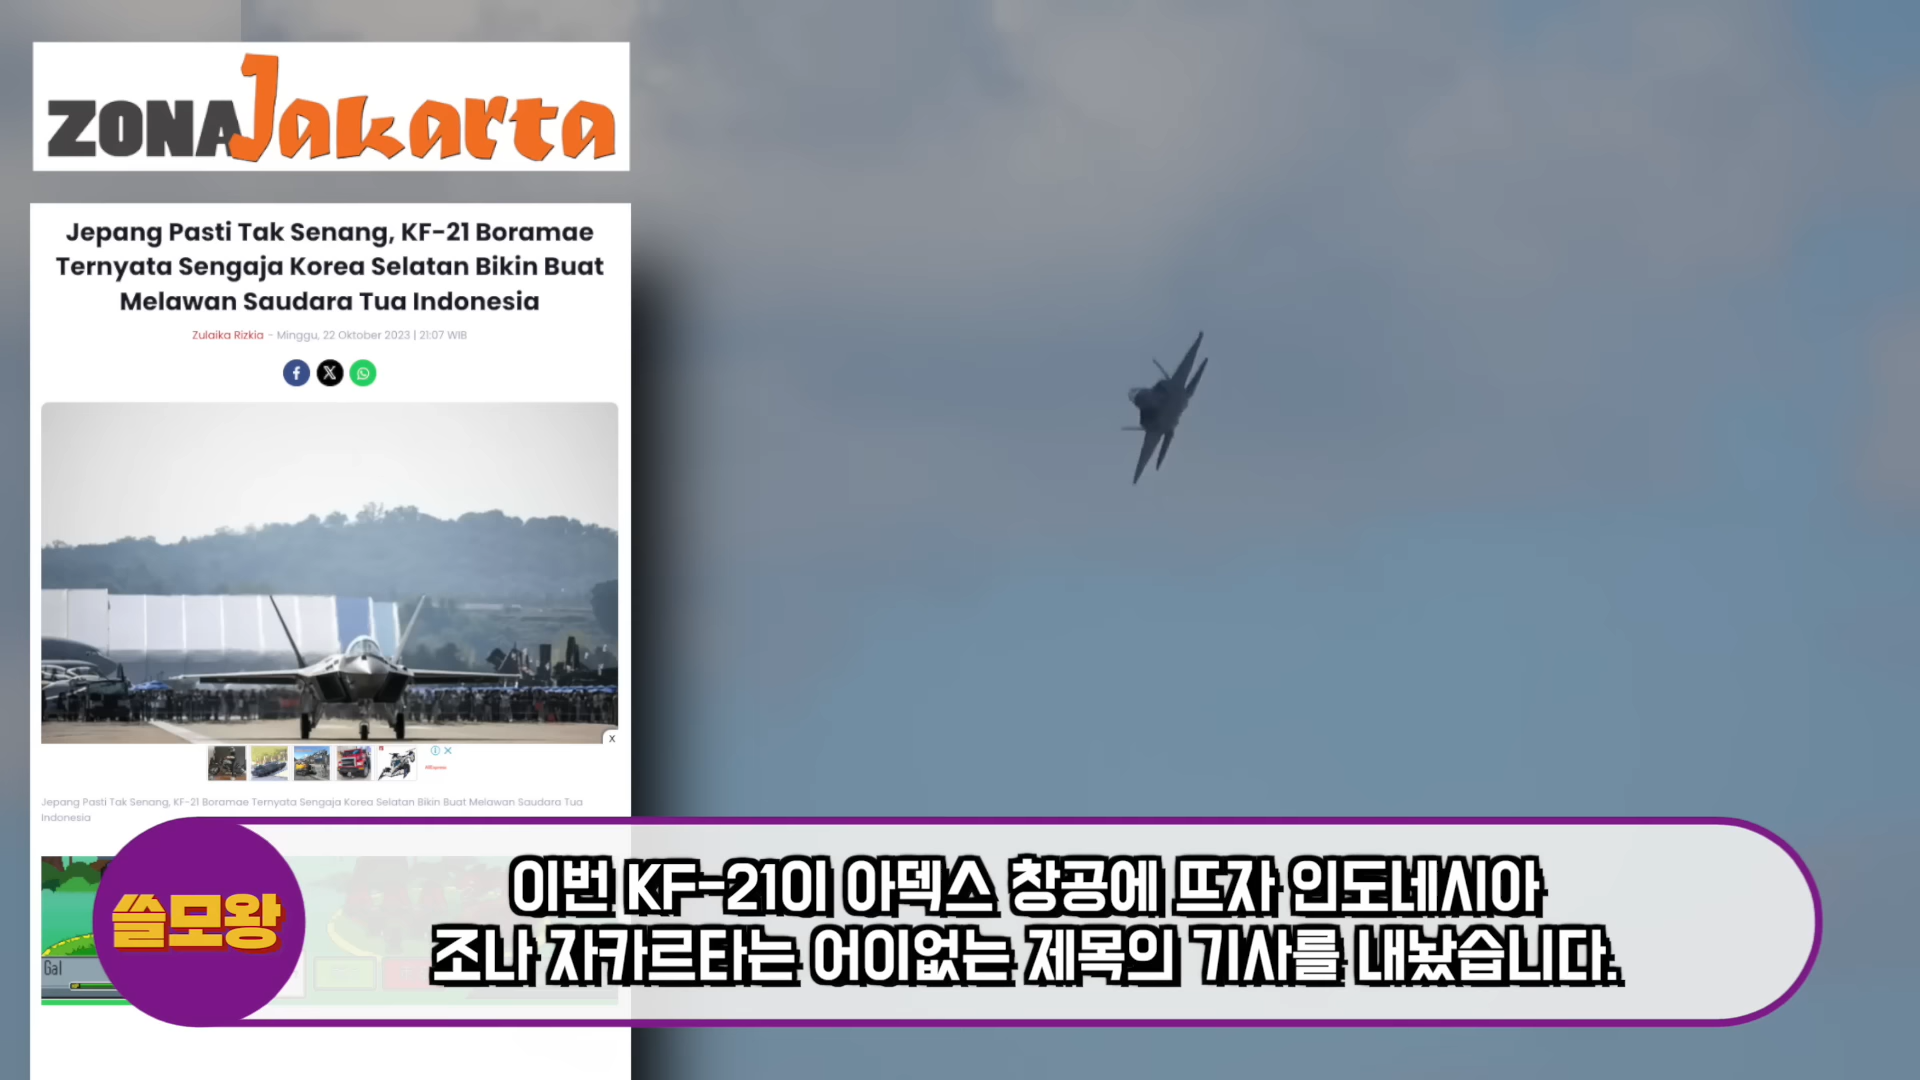 ZONAJakarta
Jepang Pasti Tak Senang, KF-21 Boramae
Ternyata Sengaja Korea Selatan Bikin Buat
Melawan Saudara Tua Indonesia
Zulaika Rizkia - Minggu, 22 Oktober 2023 | 21:07 WIB
X
Jepang Pasti Tak Senang, KF-21 Boramae Ternyata Sengaja Korea Selatan Bikin Buat Melawan Saudara Tua
Indonesia
Gal
쓸모왕
이번 KF-21이 아덱스 창공에 뜨자 인도네시아
조나 자카르타는 어이없는 제목의 기사를 내놨습니다.